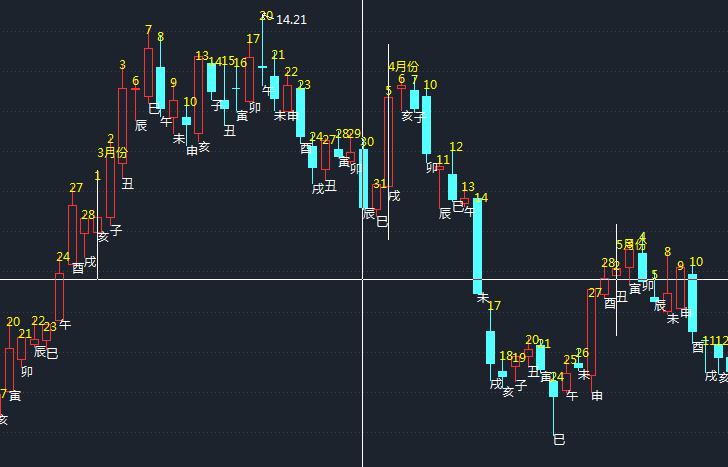 7
亥
20
寅
21
卯
22
辰
23
巳
24
午
27
酉
28
戌
3月份
1
亥
2
子
3
丑
6
辰
7
巳
8
午
9
未
10
申
13
亥
14
子
15
丑
16
寅
17
卯
20
14.21
午
21
未
22
申
23
酉
24
戌
27
丑
28
寅
29
卯
30
辰
31
巳
4月份
5
戌
6
亥
7
子
10
卯
11
辰
12
巳
13
午
14
未
17
戌
18
亥
19
子
20
丑
21
寅
24
巳
25
午
26
未
27
申
28
酉
5月份
2
丑
3
寅
4
卯
5
辰
8
未
9
申
10
酉
11
戌
12
亥